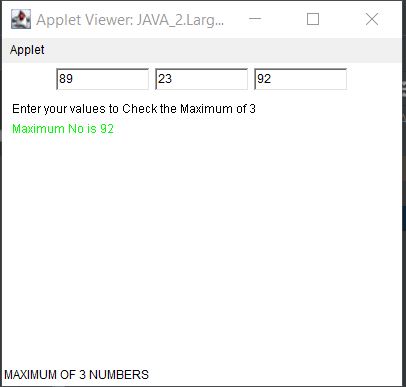 Applet Viewer: JAVA_2.Larg...
Applet
89 23 92
Enter your values to Check the Maximum of 3
Maximum No is 92
MAXIMUM OF 3 NUMBERS